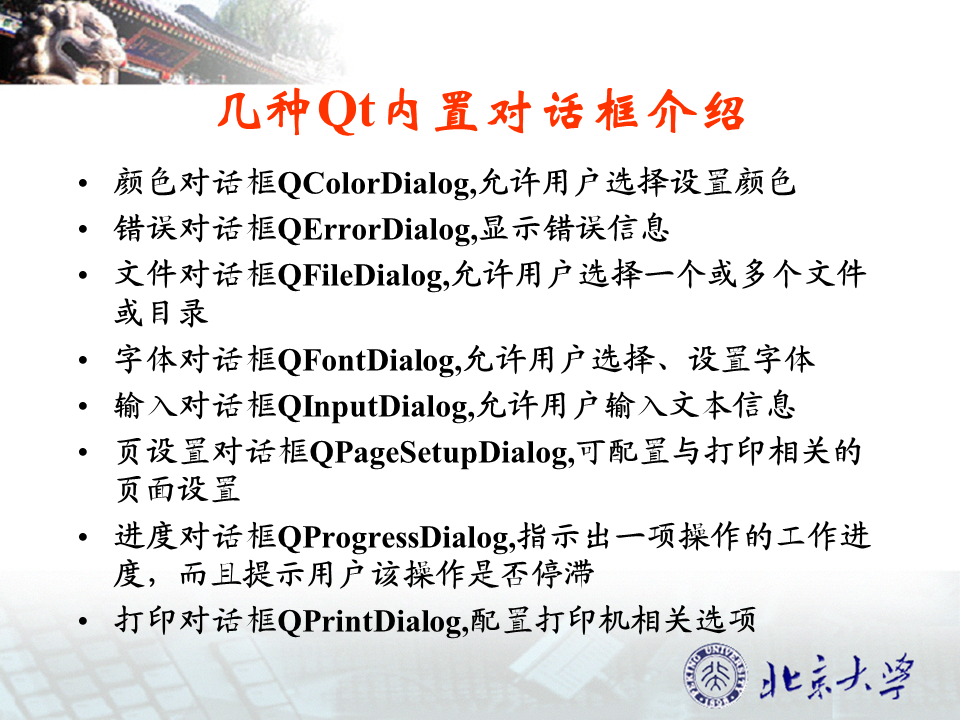 几种Qt内置对话框介绍
• 颜色对话框QColorDialog,允许用户选择设置颜色
• 错误对话框QErrorDialog,显示错误信息
• 文件对话框QFileDialog,允许用户选择一个或多个文件
或目录
• 字体对话框QFontDialog,允许用户选择、设置字体
• 输入对话框QInputDialog,允许用户输入文本信息
• 页设置对话框QPageSetupDialog,可配置与打印相关的
页面设置
• 进度对话框QProgressDialog,指示出一项操作的工作进
度，而且提示用户该操作是否停滞
• 打印对话框QPrintDialog,配置打印机相关选项
PEKING UNIVERSITY
1898
北京大学